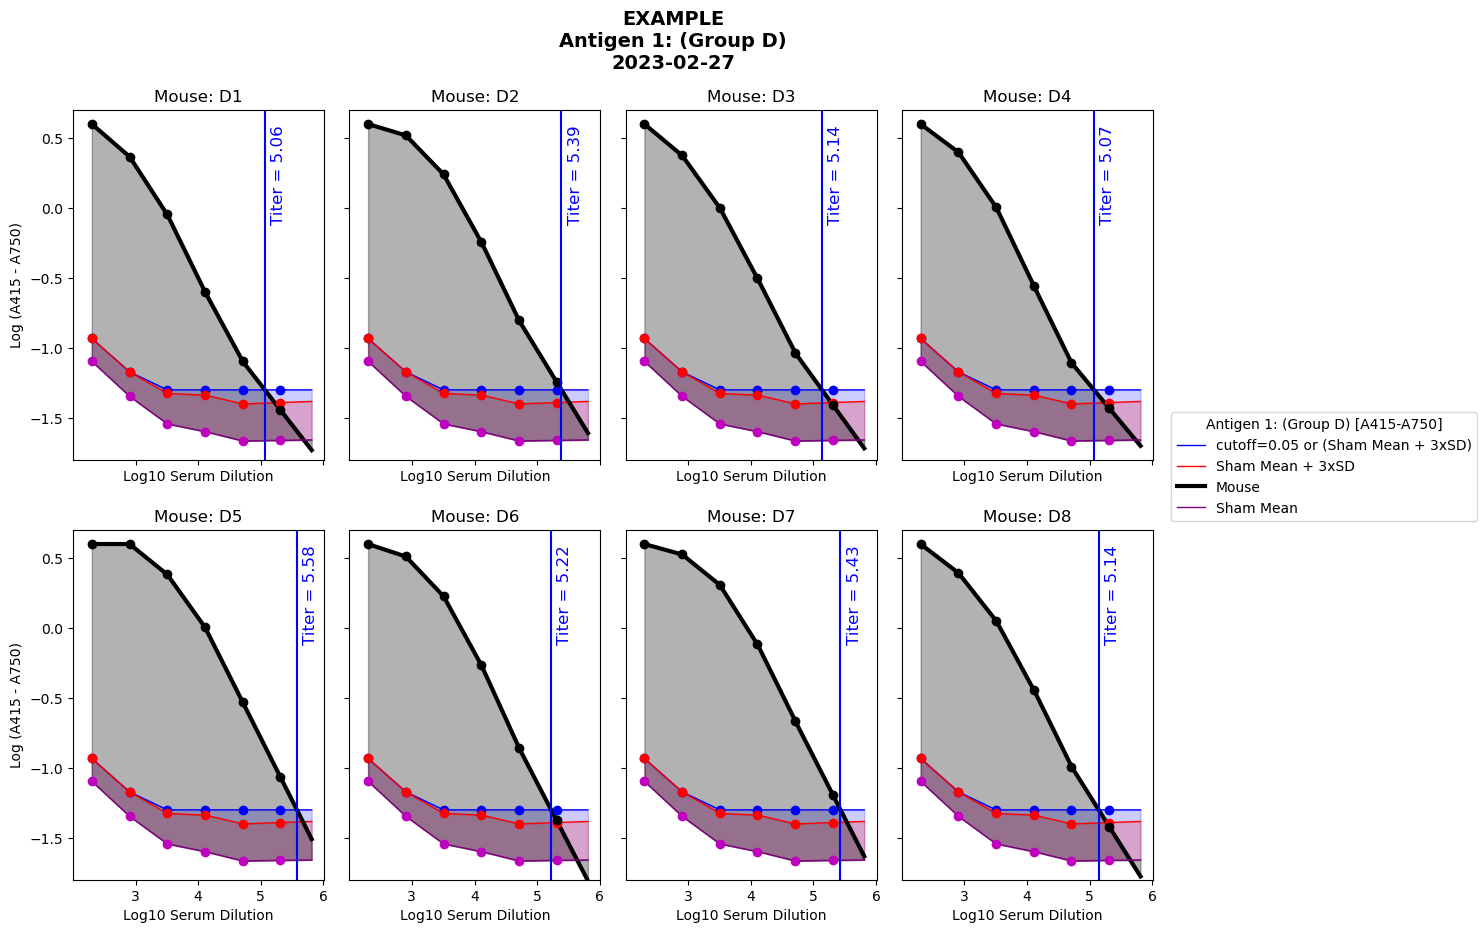 EXAMPLE
Antigen 1: (Group D)
2023-02-27
Mouse: D1
Mouse: D2
Mouse: D3
Mouse: D4
Log (A415 - A750)
0.5
0.0
−0.5
−1.0
−1.5
Titer = 5.06
Titer = 5.39
Titer = 5.14
Titer = 5.07
Log10 Serum Dilution
Log10 Serum Dilution
Log10 Serum Dilution
Log10 Serum Dilution
Antigen 1: (Group D) [A415-A750]
cutoff=0.05 or (Sham Mean + 3xSD)
Sham Mean + 3xSD
Mouse
Sham Mean
Mouse: D5
Mouse: D6
Mouse: D7
Mouse: D8
Log (A415 - A750)
0.5
0.0
−0.5
−1.0
−1.5
Titer = 5.58
Titer = 5.22
Titer = 5.43
Titer = 5.14
3 4 5 6
3 4 5 6
3 4 5 6
3 4 5 6
Log10 Serum Dilution
Log10 Serum Dilution
Log10 Serum Dilution
Log10 Serum Dilution